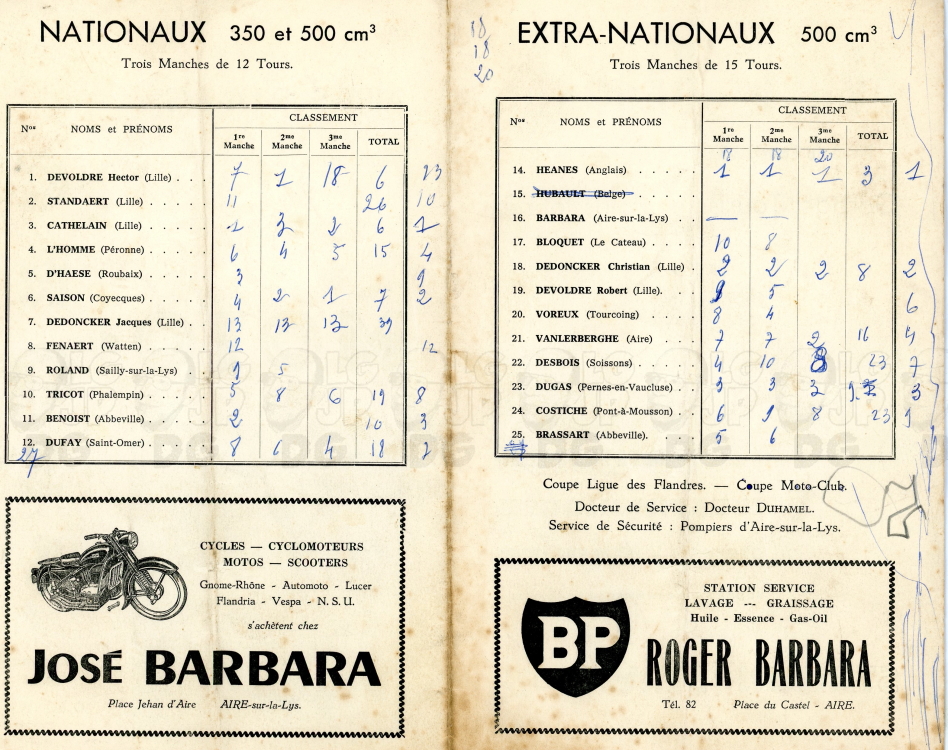 NATIONAUX 350 et 500 cm³
Trois Manches de 12 Tours.
Nos NOMS et PRÉNOMS CLASSEMENT
1re Manche 2me Manche 3me Manche TOTAL
1. DEVOLDRE Hector (Lille) . . 7 1 18 6
2. STANDAERT (Lille) . . . . . 11 26 10
3. CATHELAIN (Lille) . . . . . 1 3 2 6 1
4. L'HOMME (Péronne) . . . . . 6 4 5 15 4
5. D'HAESE (Roubaix) . . . . . 3 9
6. SAISON (Coyecques) . . . . . 4 2 1 7 2
7. DEDONCKER Jacques (Lille) . . 13 13 13 39
8. FENAERT (Watten) . . . . . 12 12
9. ROLAND (Sailly-sur-la-Lys) . . 9 5
10. TRICOT (Phalempin) . . . . . 5 8 6 19 8
11. BENOIST (Abbeville) . . . . . 2 10 3
12. DUFAY (Saint-Omer) . . . . . 8 6 4 18 7
27
CYCLES — CYCLOMOTEURS
MOTOS — SCOOTERS
Gnome-Rhône - Automoto - Lucer
Flandria - Vespa - N. S. U.
s'achètent chez
JOSÉ BARBARA
Place Jehan d'Aire AIRE-sur-la-Lys.
18
18
20
EXTRA-NATIONAUX 500 cm³
Trois Manches de 15 Tours.
Nos NOMS et PRÉNOMS CLASSEMENT
1re Manche 2me Manche 3me Manche TOTAL
18 18 20
14. HEANES (Anglais) . . . . . 1 1 1 3 1
15. HUBAULT (Belge) . . . . .
16. BARBARA (Aire-sur-la-Lys) . . . — —
17. BLOQUET (Le Cateau) . . . . 10 8
18. DEDONCKER Christian (Lille) . 2 2 2 8 2
19. DEVOLDRE Robert (Lille). . . . 9 5
20. VOREUX (Tourcoing) . . . . 8 4 6
21. VANLERBERGHE (Aire) . . . . 7 7 2 16 4
22. DESBOIS (Soissons) . . . . . 4 10 8 23 7
23. DUGAS (Pernes-en-Vaucluse) . . 3 3 3 9 3
24. COSTICHE (Pont-à-Mousson) . . 6 9 8 23 9
25. BRASSART (Abbeville). . . . . 5 6
Coupe Ligue des Flandres. — Coupe Moto-Club.
Docteur de Service : Docteur DUHAMEL.
Service de Sécurité : Pompiers d'Aire-sur-la-Lys.
BP
STATION SERVICE
LAVAGE --- GRAISSAGE
Huile - Essence - Gas-Oil
ROGER BARBARA
Tél. 82 Place du Castel - AIRE.